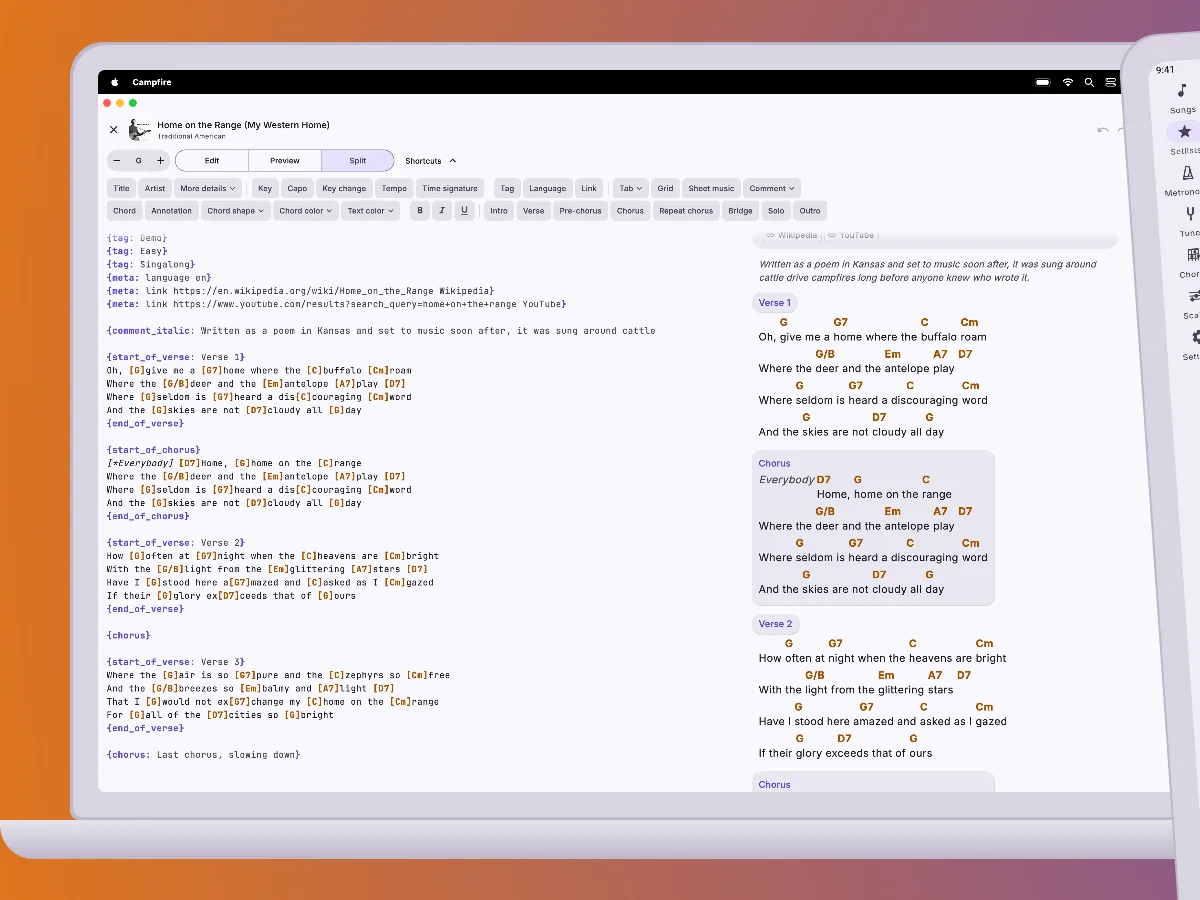 Campfire
9:41
Home on the Range (My Western Home)
Traditional American
− G +
Edit
Preview
Split
Shortcuts
Title Artist More details Key Capo Key change Tempo Time signature Tag Language Link Tab Grid Sheet music Comment
Chord Annotation Chord shape Chord color Text color B I U Intro Verse Pre-chorus Chorus Repeat chorus Bridge Solo Outro
{tag: Demo}
{tag: Easy}
{tag: Singalong}
{meta: language en}
{meta: link https://en.wikipedia.org/wiki/Home_on_the_Range Wikipedia}
{meta: link https://www.youtube.com/results?search_query=home+on+the+range YouTube}
{comment_italic: Written as a poem in Kansas and set to music soon after, it was sung around cattle
{start_of_verse: Verse 1}
Oh, [G]give me a [G7]home where the [C]buffalo [Cm]roam
Where the [G/B]deer and the [Em]antelope [A7]play [D7]
Where [G]seldom is [G7]heard a dis[C]couraging [Cm]word
And the [G]skies are not [D7]cloudy all [G]day
{end_of_verse}
{start_of_chorus}
[*Everybody] [D7]Home, [G]home on the [C]range
Where the [G/B]deer and the [Em]antelope [A7]play [D7]
Where [G]seldom is [G7]heard a dis[C]couraging [Cm]word
And the [G]skies are not [D7]cloudy all [G]day
{end_of_chorus}
{start_of_verse: Verse 2}
How [G]often at [G7]night when the [C]heavens are [Cm]bright
With the [G/B]light from the [Em]glittering [A7]stars [D7]
Have I [G]stood here a[G7]mazed and [C]asked as I [Cm]gazed
If their [G]glory ex[D7]ceeds that of [G]ours
{end_of_verse}
{chorus}
{start_of_verse: Verse 3}
Where the [G]air is so [G7]pure and the [C]zephyrs so [Cm]free
And the [G/B]breezes so [Em]balmy and [A7]light [D7]
That I [G]would not ex[G7]change my [C]home on the [Cm]range
For [G]all of the [D7]cities so [G]bright
{end_of_verse}
{chorus: Last chorus, slowing down}
Wikipedia YouTube
Written as a poem in Kansas and set to music soon after, it was sung around
cattle drive campfires long before anyone knew who wrote it.
Verse 1
G G7 C Cm
Oh, give me a home where the buffalo roam
G/B Em A7 D7
Where the deer and the antelope play
G G7 C Cm
Where seldom is heard a discouraging word
G D7 G
And the skies are not cloudy all day
Chorus
Everybody D7 G C
Home, home on the range
G/B Em A7 D7
Where the deer and the antelope play
G G7 C Cm
Where seldom is heard a discouraging word
G D7 G
And the skies are not cloudy all day
Verse 2
G G7 C Cm
How often at night when the heavens are bright
G/B Em A7 D7
With the light from the glittering stars
G G7 C Cm
Have I stood here amazed and asked as I gazed
G D7 G
If their glory exceeds that of ours
Chorus
Songs
Setlists
Metrono
Tune
Chor
Sca
Sett